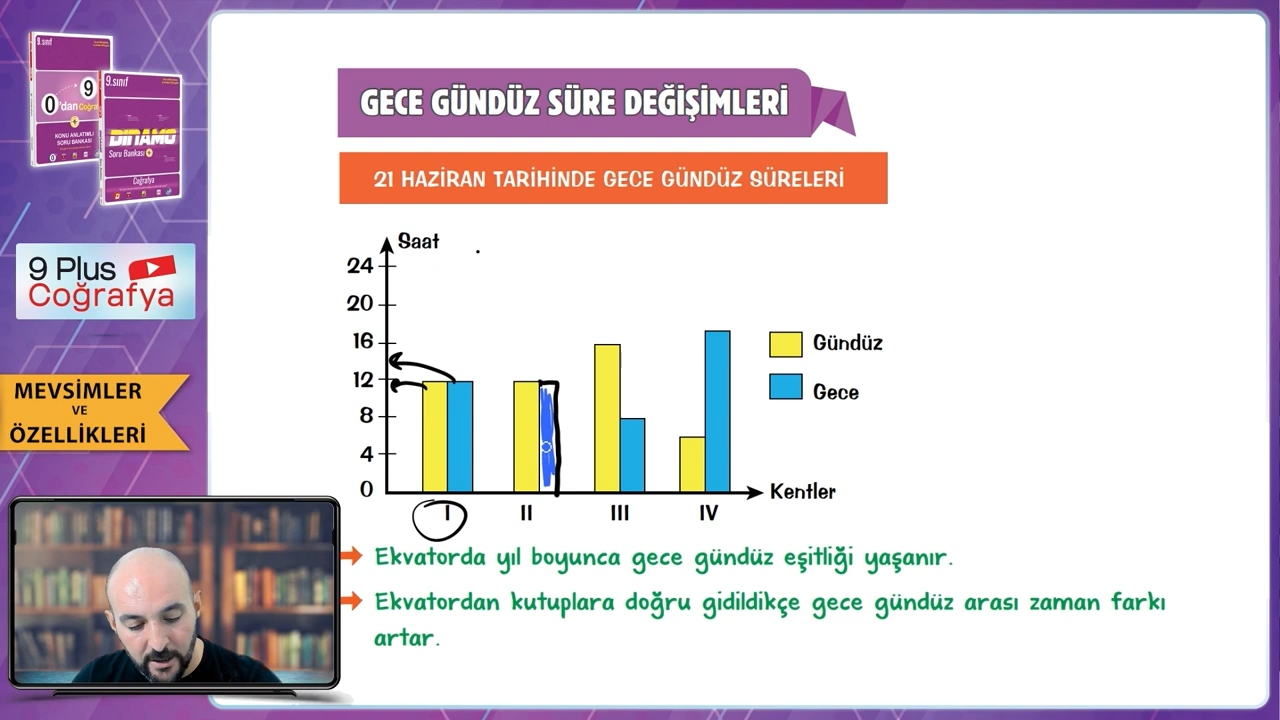 9.sınıf
0'dan 9 Coğra
KONU ANLATIMLI
SORU BANKASI
9.sınıf
DİNAMO
Soru Bankası
Coğrafya
9 Plus
Coğrafya
MEVSİMLER
VE
ÖZELLİKLERİ
GECE GÜNDÜZ SÜRE DEĞİŞİMLERİ
21 HAZİRAN TARİHİNDE GECE GÜNDÜZ SÜRELERİ
Saat
24
20
16
12
8
4
0
Gündüz
Gece
Kentler
I II III IV
Ekvatorda yıl boyunca gece gündüz eşitliği yaşanır.
Ekvatordan kutuplara doğru gidildikçe gece gündüz arası zaman farkı
artar.